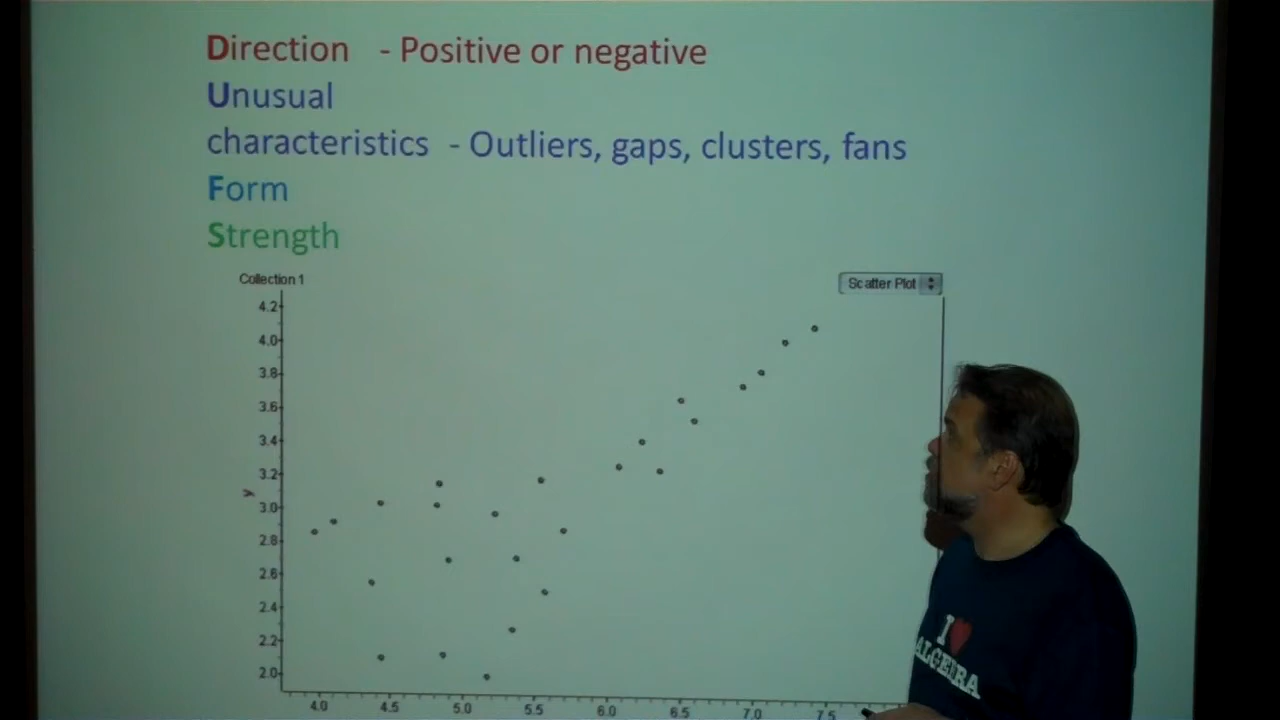 Direction - Positive or negative
Unusual
characteristics - Outliers, gaps, clusters, fans
Form
Strength
Collection 1
Scatter Plot
4.2
4.0
3.8
3.6
3.4
3.2
3.0
2.8
2.6
2.4
2.2
2.0
y
4.0 4.5 5.0 5.5 6.0 6.5 7.0 7.5
I ♥
ALGEBRA